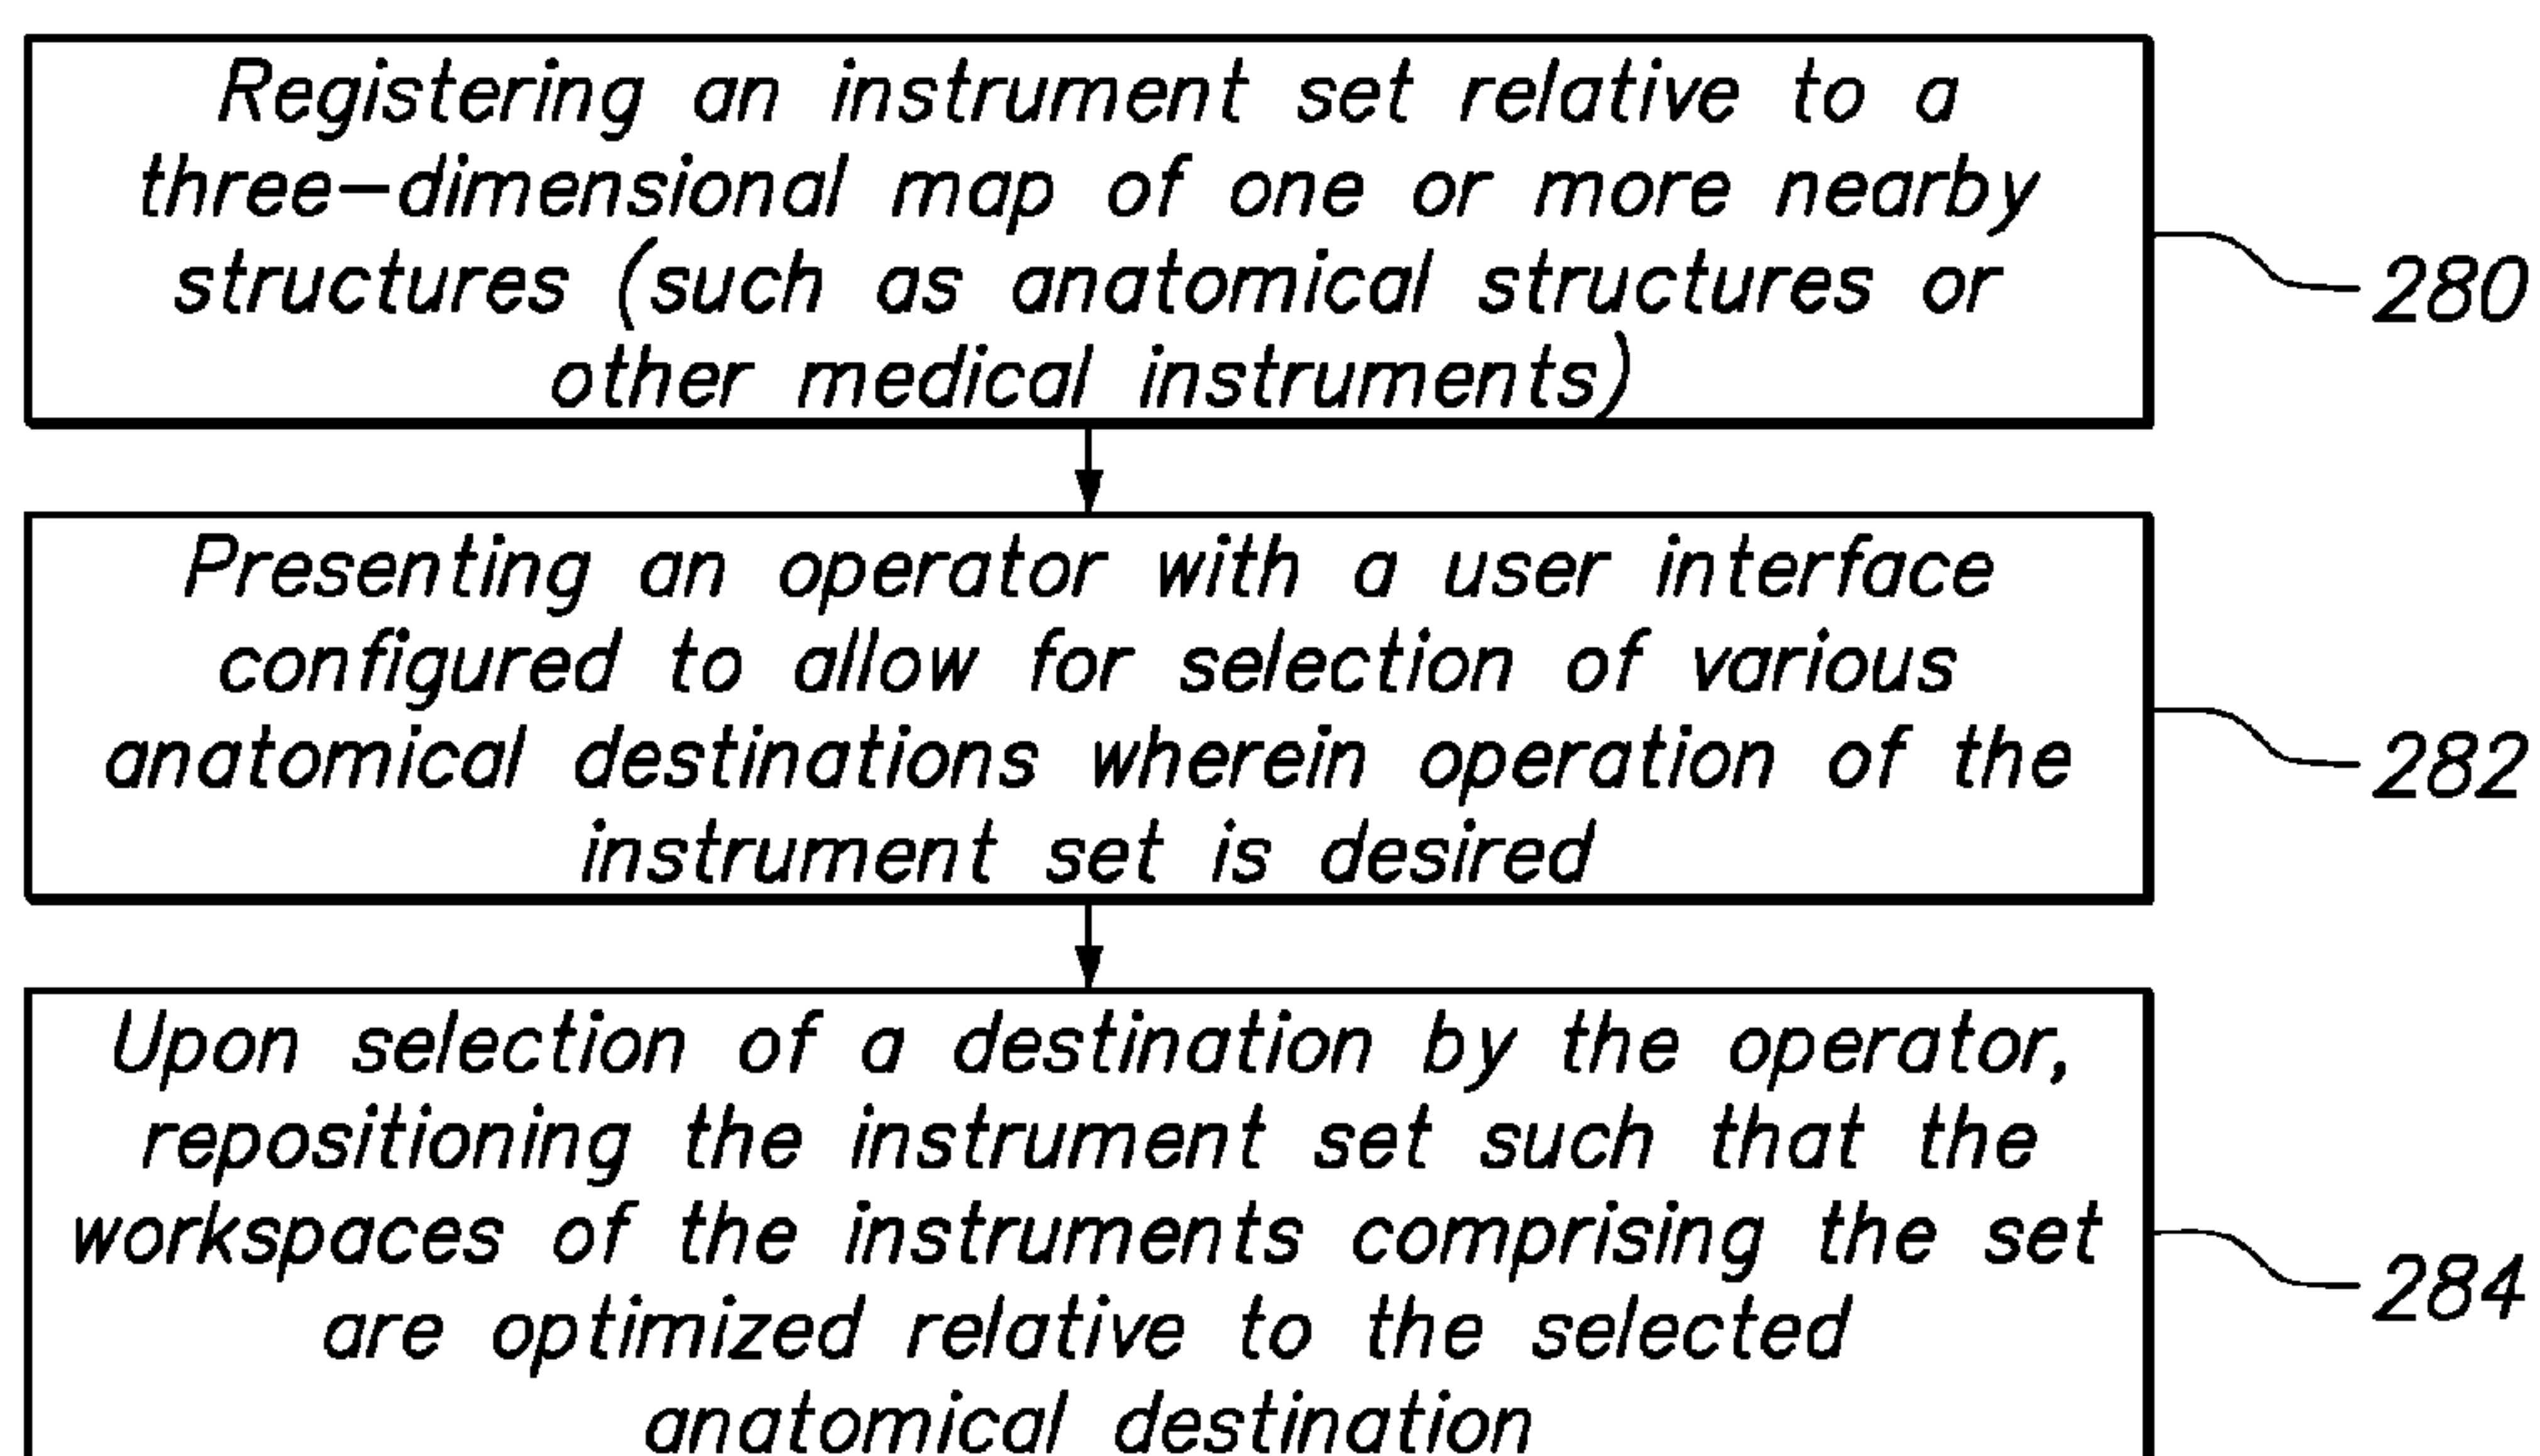 Registering an instrument set relative to a
three-dimensional map of one or more nearby
structures (such as anatomical structures or
other medical instruments)
280
Presenting an operator with a user interface
configured to allow for selection of various
anatomical destinations wherein operation of the
instrument set is desired
282
Upon selection of a destination by the operator,
repositioning the instrument set such that the
workspaces of the instruments comprising the set
are optimized relative to the selected
anatomical destination
284